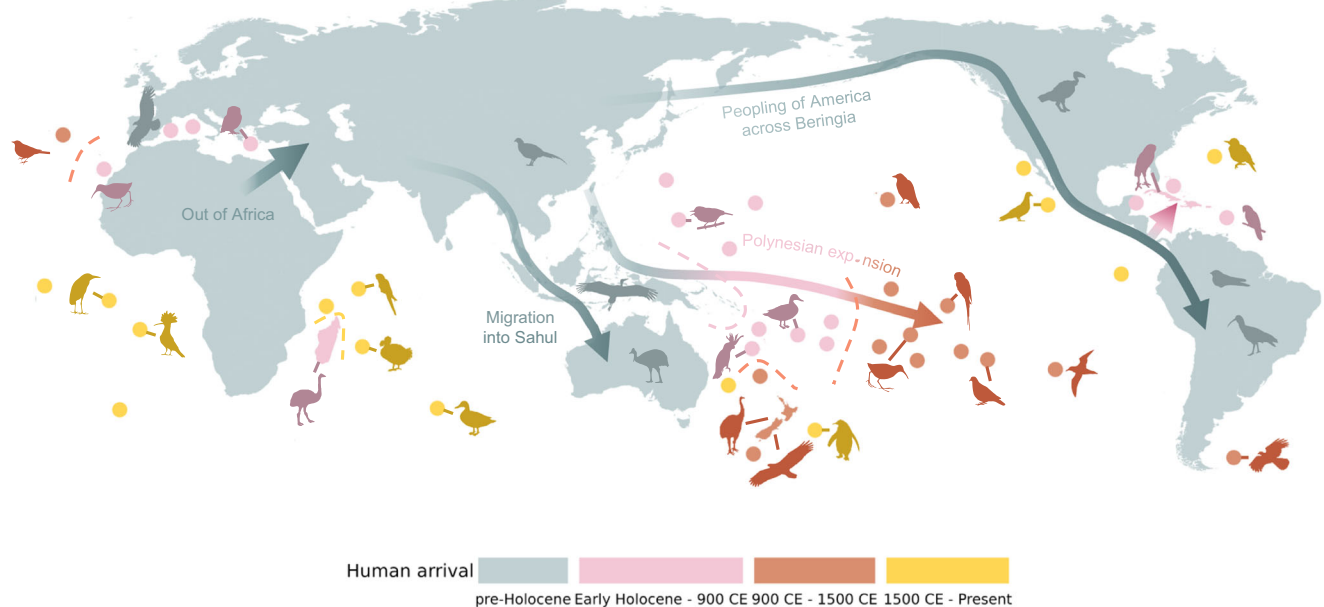 Peopling of America
across Beringia
Out of Africa
Polynesian exp-nsion
Migration
into Sahul
Human arrival
pre-Holocene Early Holocene - 900 CE 900 CE - 1500 CE 1500 CE - Present